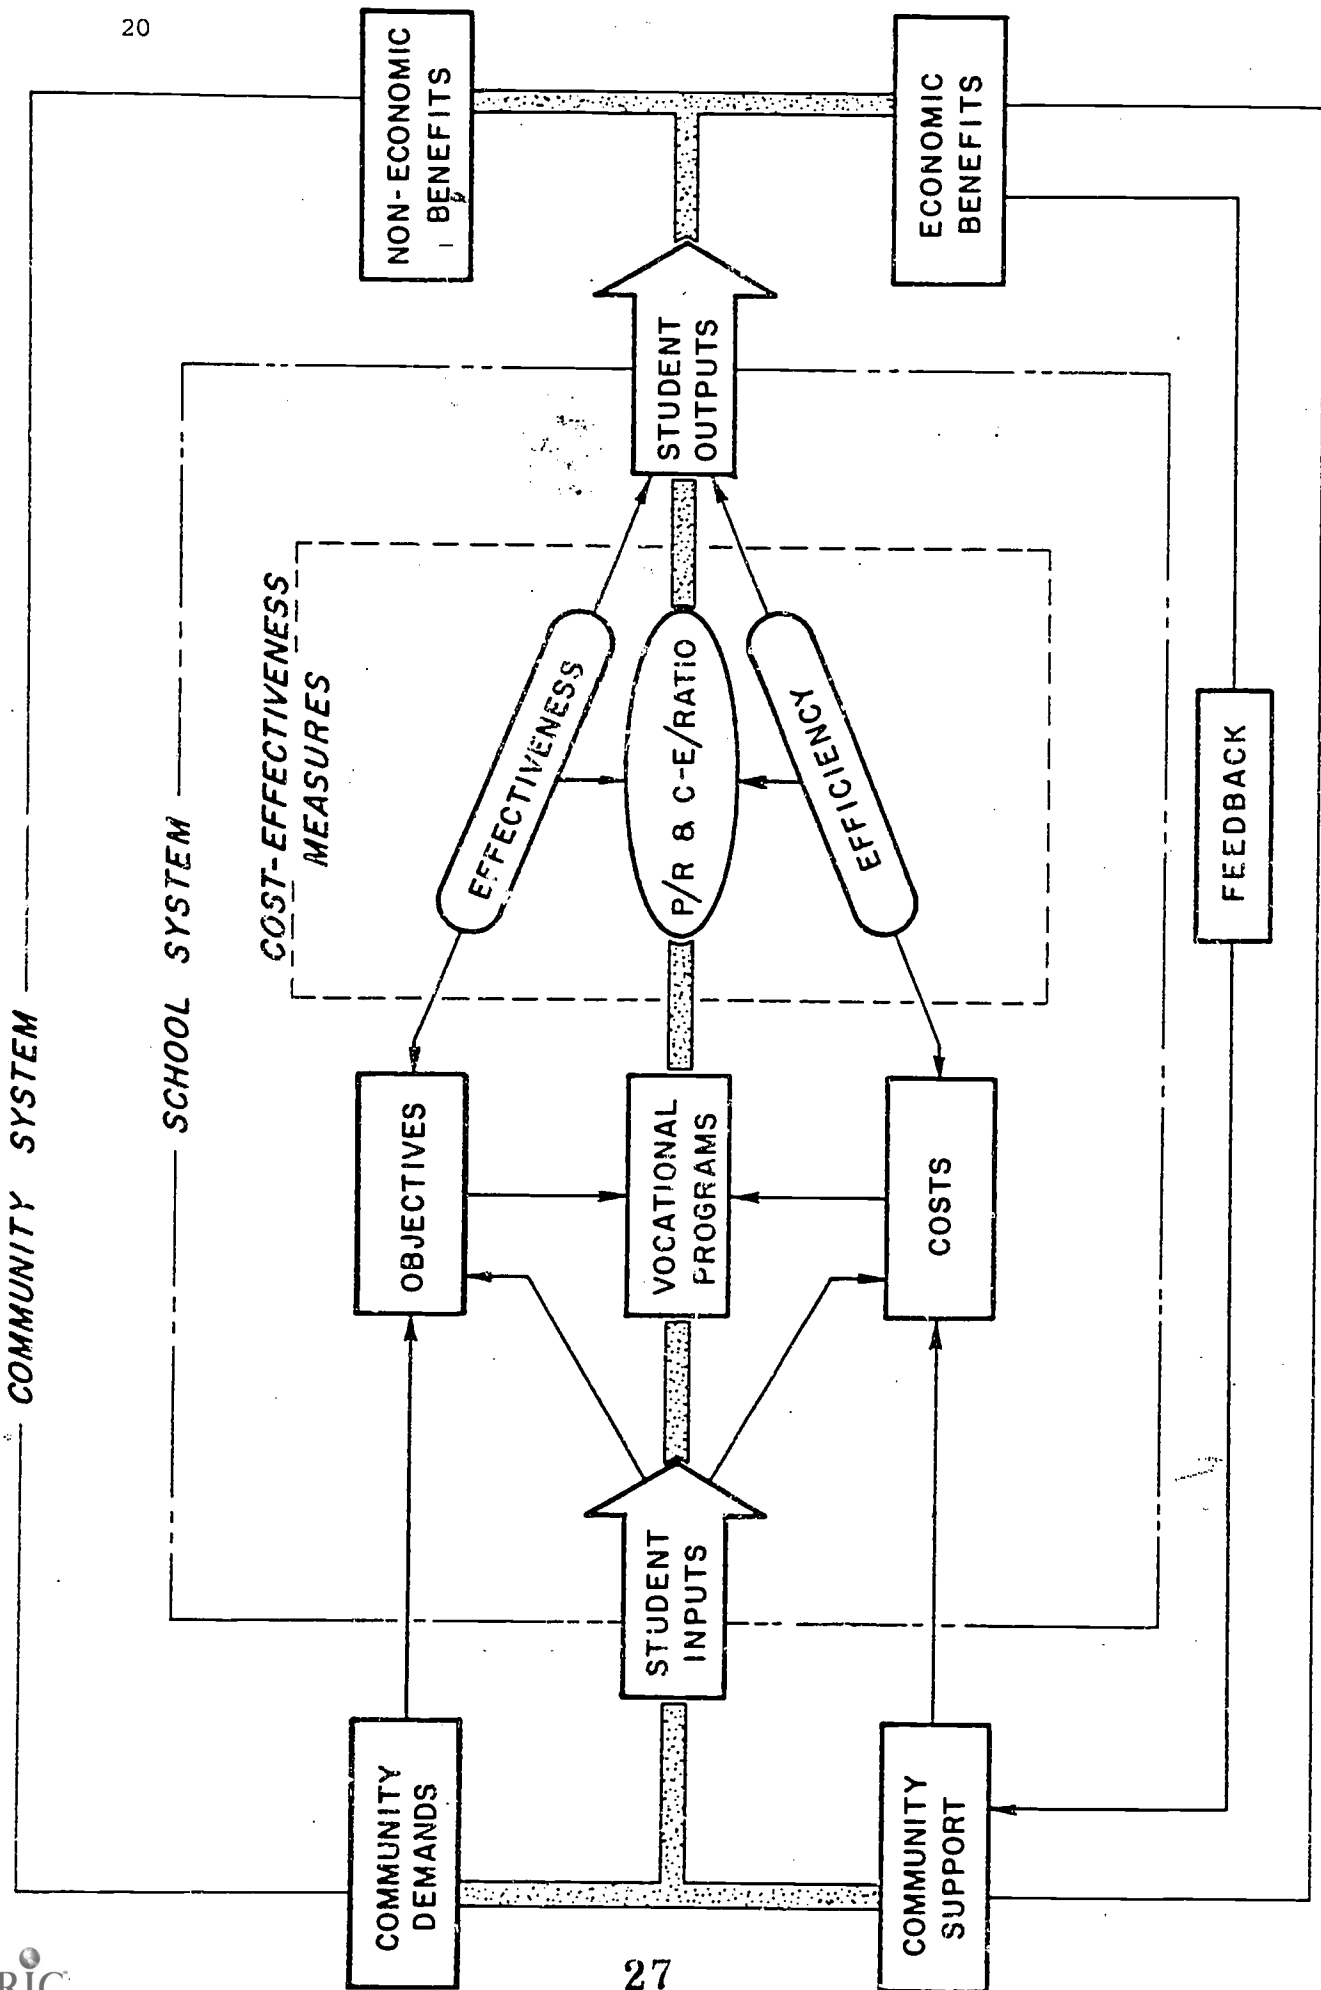 20
COMMUNITY SYSTEM
SCHOOL SYSTEM
COST-EFFECTIVENESS
MEASURES
COMMUNITY
DEMANDS
OBJECTIVES
EFFECTIVENESS
NON-ECONOMIC
BENEFITS
STUDENT
INPUTS
VOCATIONAL
PROGRAMS
P/R & C-E/RATIO
STUDENT
OUTPUTS
COMMUNITY
SUPPORT
COSTS
EFFICIENCY
ECONOMIC
BENEFITS
FEEDBACK
27
RIC